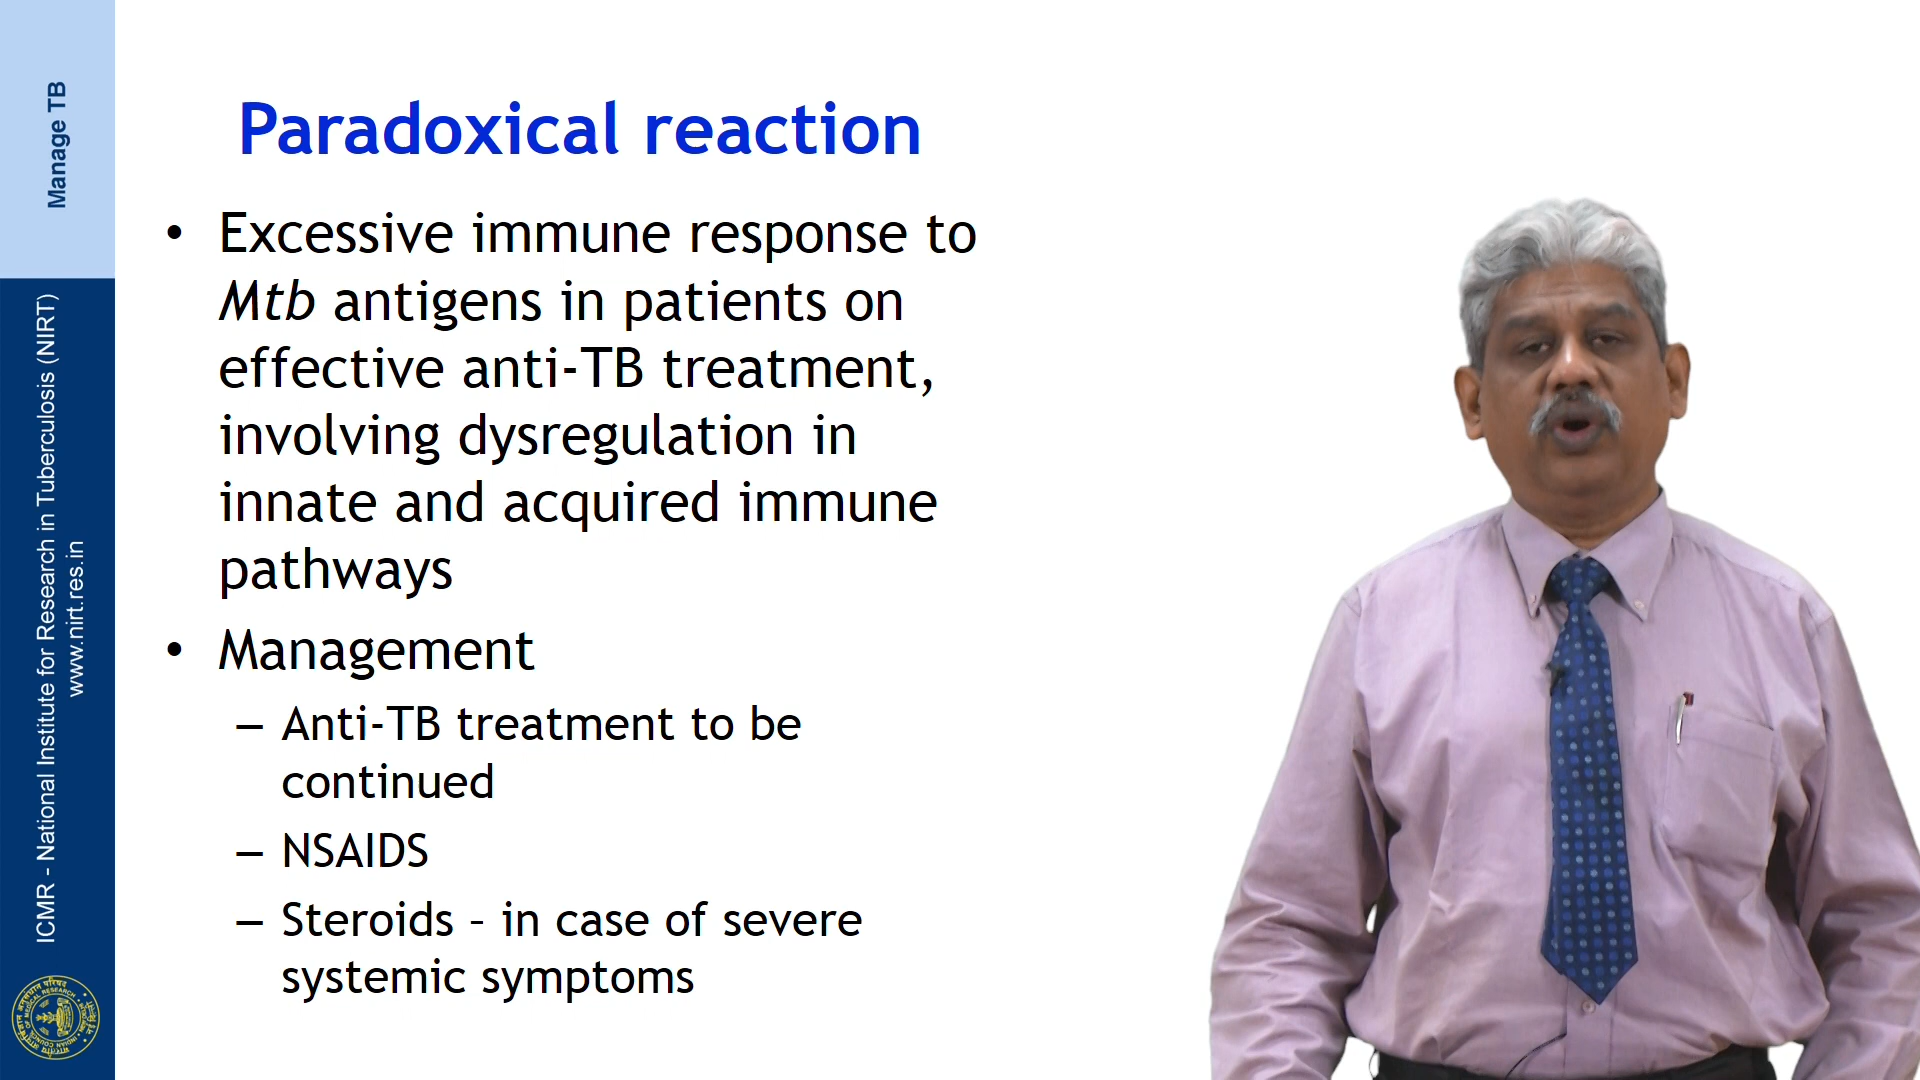 Manage TB
ICMR - National Institute for Research in Tuberculosis (NIRT)
www.nirt.res.in
Paradoxical reaction
• Excessive immune response to
Mtb antigens in patients on
effective anti-TB treatment,
involving dysregulation in
innate and acquired immune
pathways
• Management
– Anti-TB treatment to be
continued
– NSAIDS
– Steroids – in case of severe
systemic symptoms